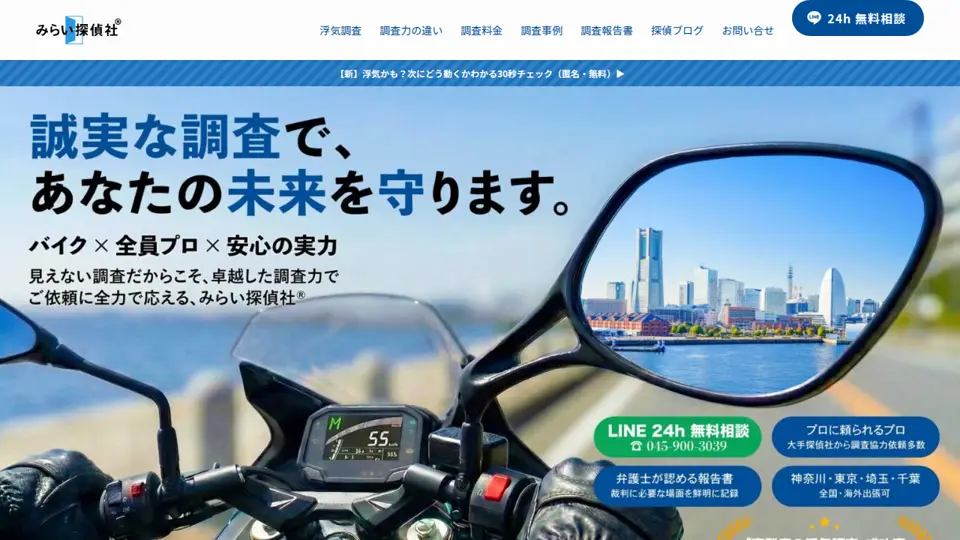 みらい探偵社®
浮気調査 調査力の違い 調査料金 調査事例 調査報告書 探偵ブログ お問い合せ
LINE 24h 無料相談
【新】浮気かも？次にどう動くかわかる30秒チェック（匿名・無料）▶
誠実な調査で、
あなたの未来を守ります。
バイク×全員プロ×安心の実力
見えない調査だからこそ、卓越した調査力で
ご依頼に全力で応える、みらい探偵社®
M
55 km/h
LINE 24h 無料相談
☎ 045-900-3039
プロに頼られるプロ
大手探偵社から調査協力依頼多数
弁護士が認める報告書
裁判に必要な場面を鮮明に記録
神奈川・東京・埼玉・千葉
全国・海外出張可